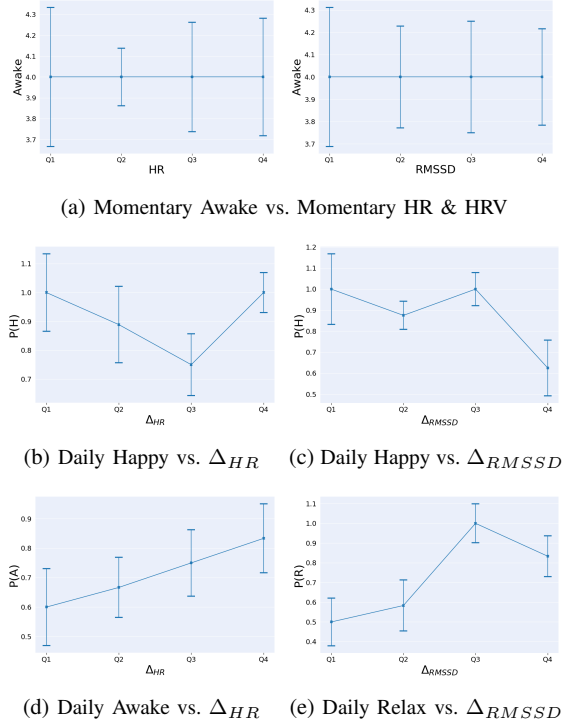 4.3
4.2
4.1
4.0
3.9
3.8
3.7
Awake
Q1 Q2 Q3 Q4
HR
4.3
4.2
4.1
4.0
3.9
3.8
3.7
Awake
Q1 Q2 Q3 Q4
RMSSD
(a) Momentary Awake vs. Momentary HR & HRV
1.1
1.0
0.9
0.8
0.7
P(H)
Q1 Q2 Q3 Q4
Δ_HR
1.2
1.1
1.0
0.9
0.8
0.7
0.6
0.5
P(H)
Q1 Q2 Q3 Q4
Δ_RMSSD
(b) Daily Happy vs. Δ_HR
(c) Daily Happy vs. Δ_RMSSD
0.9
0.8
0.7
0.6
0.5
P(A)
Q1 Q2 Q3 Q4
Δ_HR
1.1
1.0
0.9
0.8
0.7
0.6
0.5
0.4
P(R)
Q1 Q2 Q3 Q4
Δ_RMSSD
(d) Daily Awake vs. Δ_HR
(e) Daily Relax vs. Δ_RMSSD